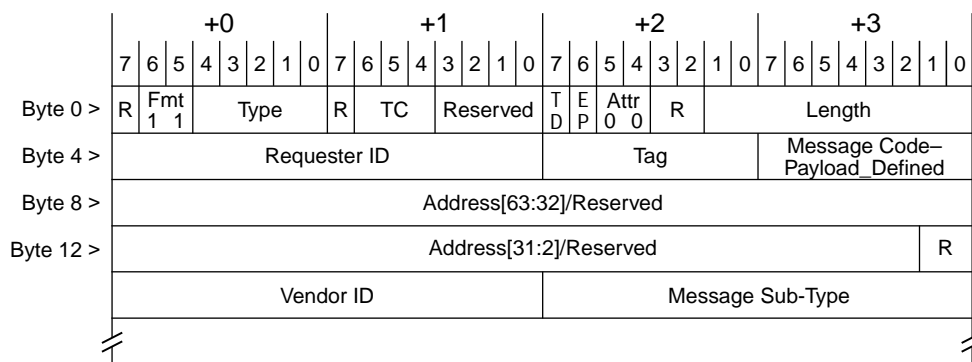 +0 +1 +2 +3
7 6 5 4 3 2 1 0 7 6 5 4 3 2 1 0 7 6 5 4 3 2 1 0 7 6 5 4 3 2 1 0
Byte 0 > R Fmt 1 1 Type R TC Reserved TD EP Attr 0 0 R Length
Byte 4 > Requester ID Tag Message Code–
Payload_Defined
Byte 8 > Address[63:32]/Reserved
Byte 12 > Address[31:2]/Reserved R
Vendor ID Message Sub-Type